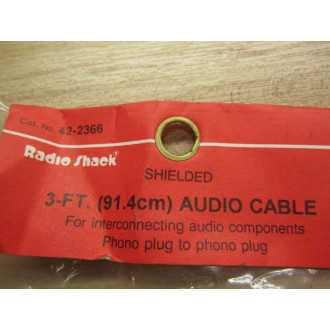 Cat. No. 42-2366
Radio Shack
SHIELDED
3-FT. (91.4cm) AUDIO CABLE
For interconnecting audio components
Phono plug to phono plug